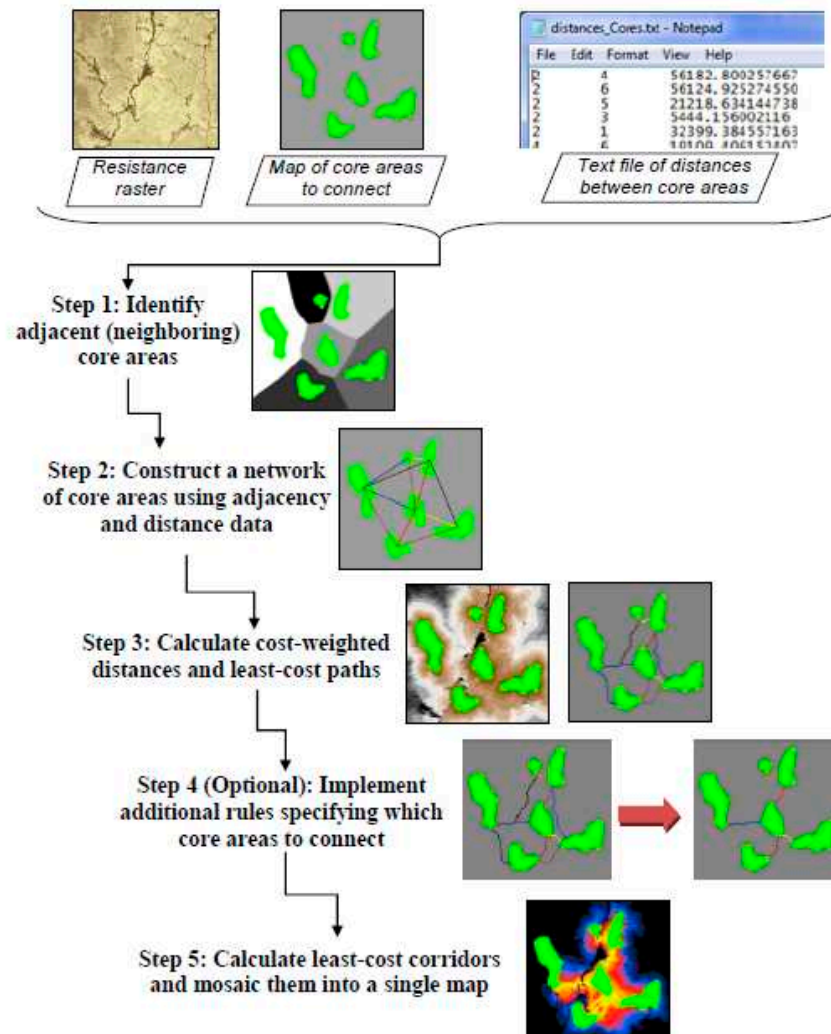 distances_Cores.txt - Notepad
File Edit Format View Help
2 4 56182.800257667
2 6 56124.925274550
2 5 21218.634144738
2 3 5444.156002116
2 1 32399.384557163
Resistance
raster
Map of core areas
to connect
Text file of distances
between core areas
Step 1: Identify
adjacent (neighboring)
core areas
Step 2: Construct a network
of core areas using adjacency
and distance data
Step 3: Calculate cost-weighted
distances and least-cost paths
Step 4 (Optional): Implement
additional rules specifying which
core areas to connect
Step 5: Calculate least-cost corridors
and mosaic them into a single map